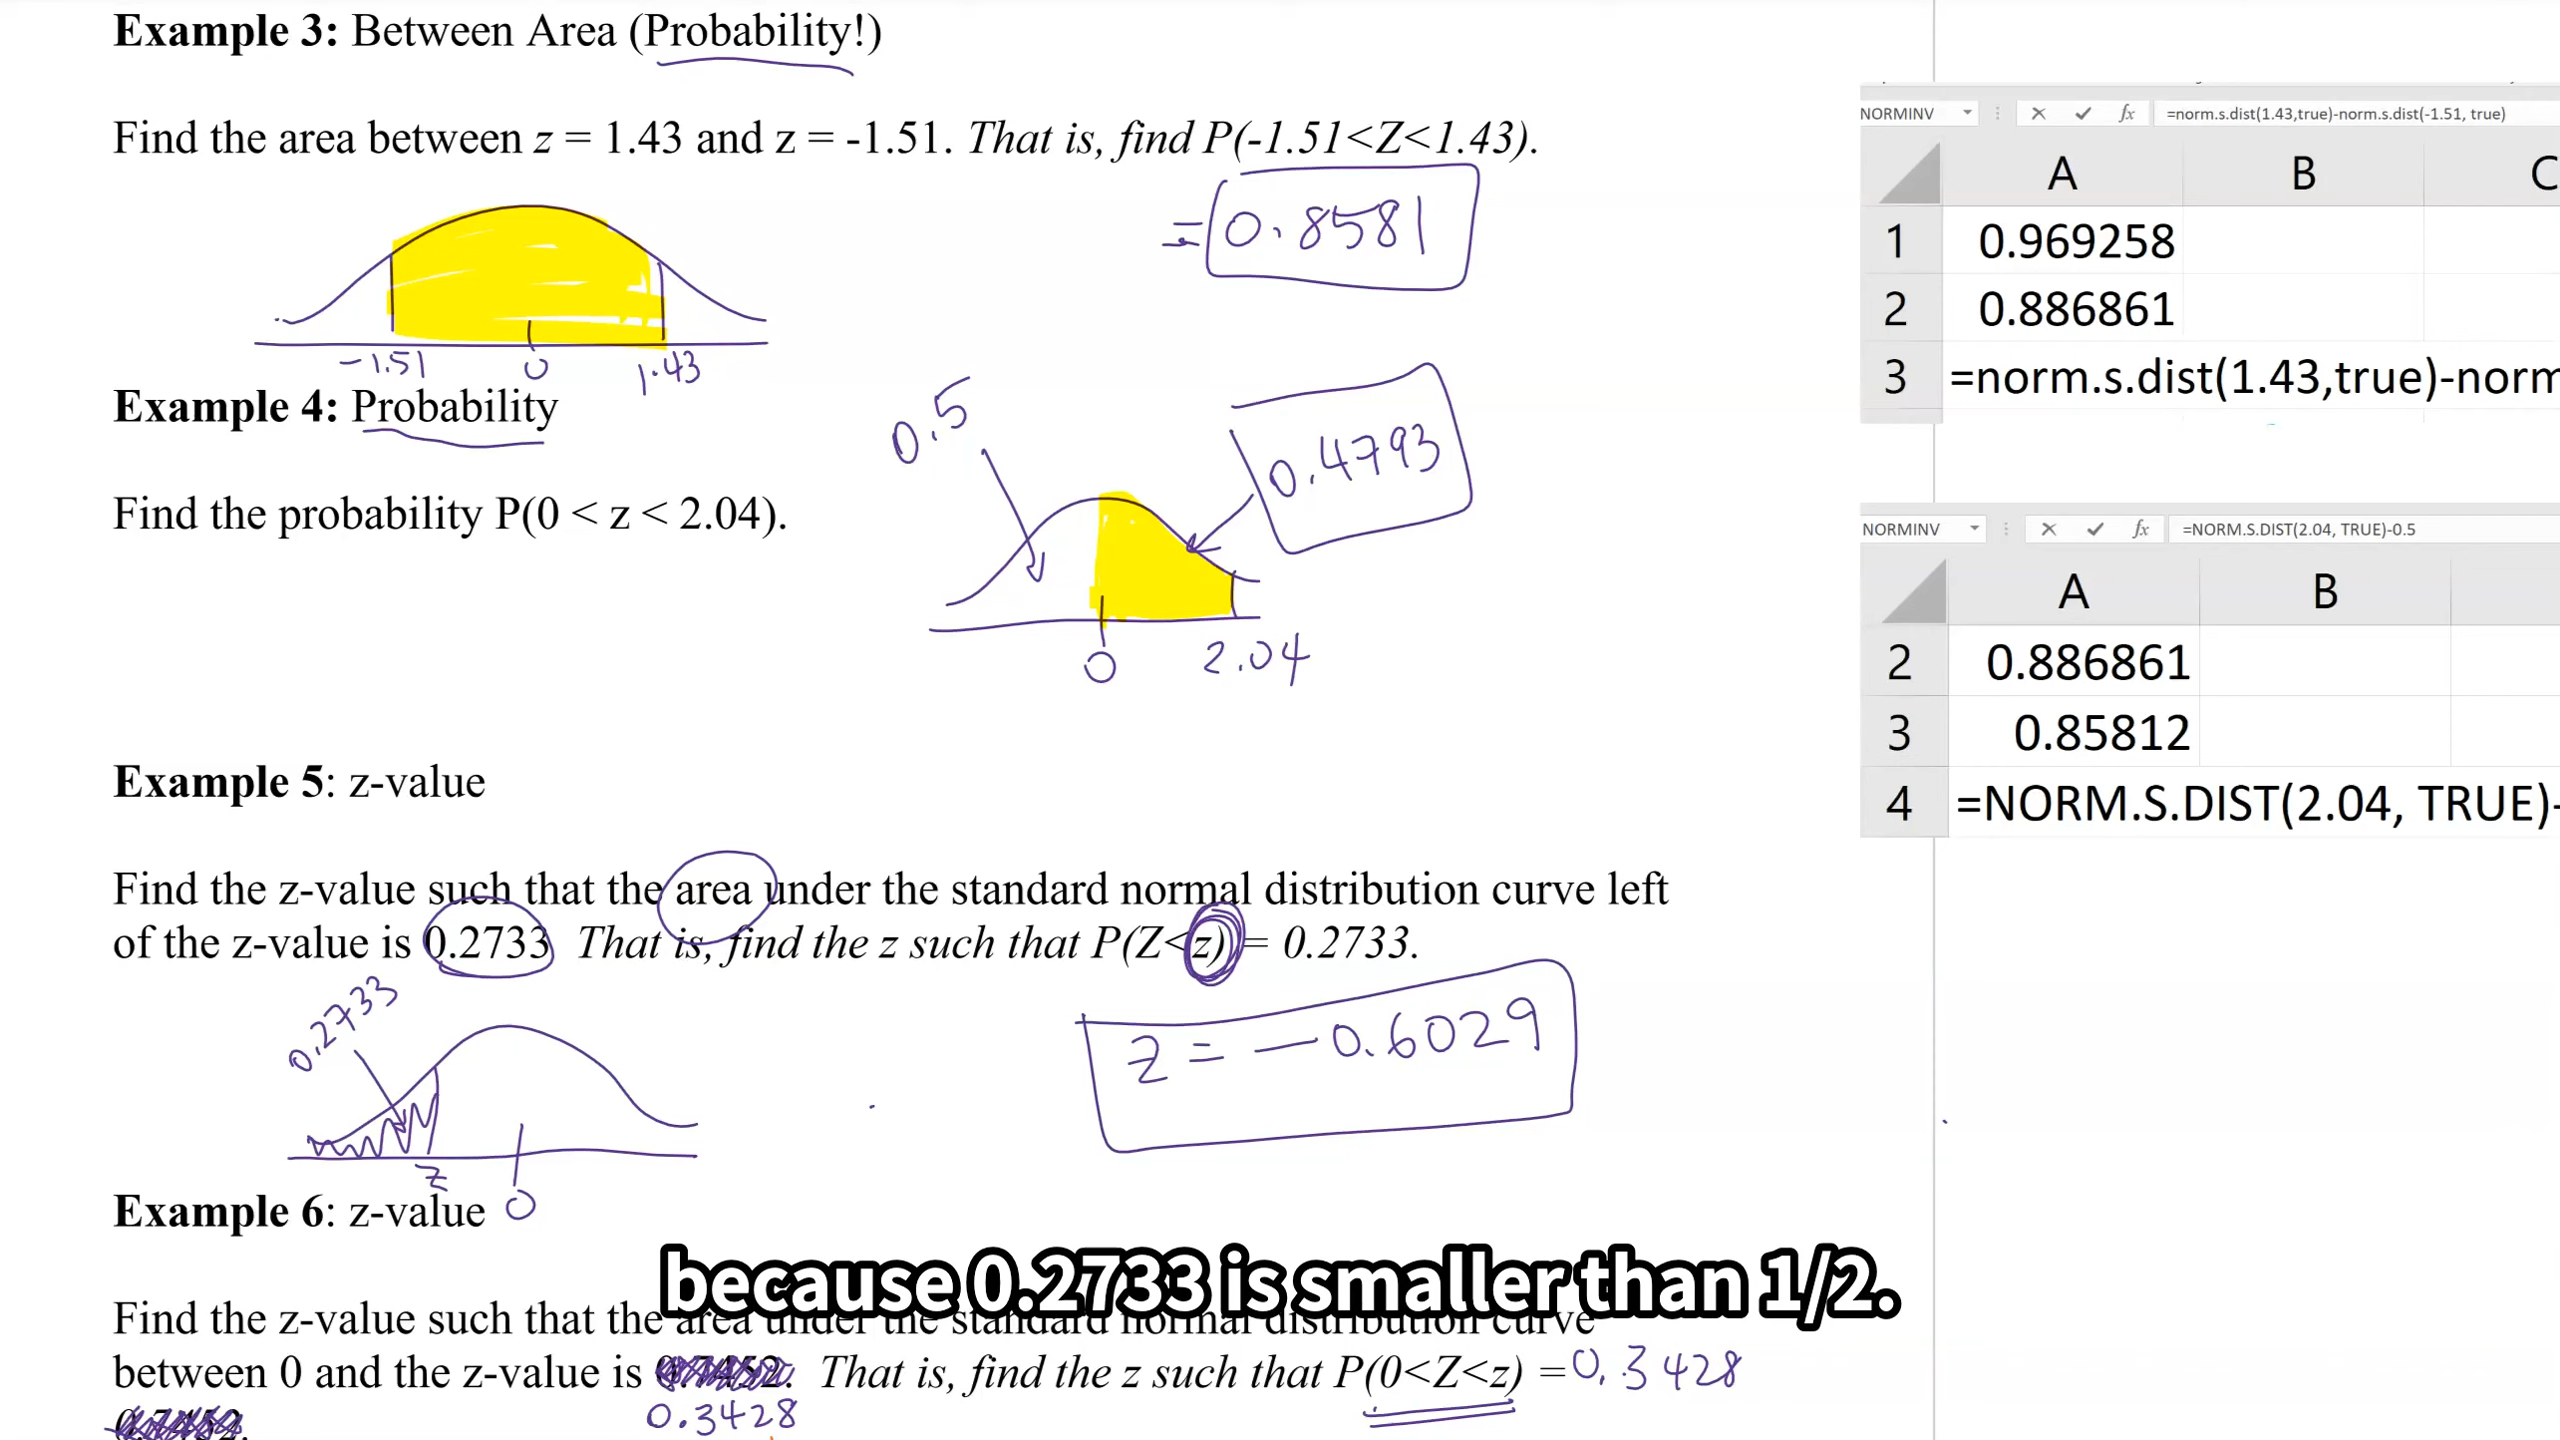 Example 3: Between Area (Probability!)
Find the area between z = 1.43 and z = -1.51. That is, find P(-1.51<Z<1.43).
= 0.8581
-1.51 0 1.43
Example 4: Probability
Find the probability P(0 < z < 2.04).
0.5
0.4793
0 2.04
Example 5: z-value
Find the z-value such that the area under the standard normal distribution curve left
of the z-value is 0.2733 That is, find the z such that P(Z<z) = 0.2733.
0.2733
z = -0.6029
z
0
Example 6: z-value
because 0.2733 is smaller than 1/2.
Find the z-value such that the area under the standard normal distribution curve
between 0 and the z-value is That is, find the z such that P(0<Z<z) = 0.3428
0.3428
NORMINV fx =norm.s.dist(1.43,true)-norm.s.dist(-1.51, true)
A B C
1 0.969258
2 0.886861
3 =norm.s.dist(1.43,true)-norm
NORMINV fx =NORM.S.DIST(2.04, TRUE)-0.5
A B
2 0.886861
3 0.85812
4 =NORM.S.DIST(2.04, TRUE)-